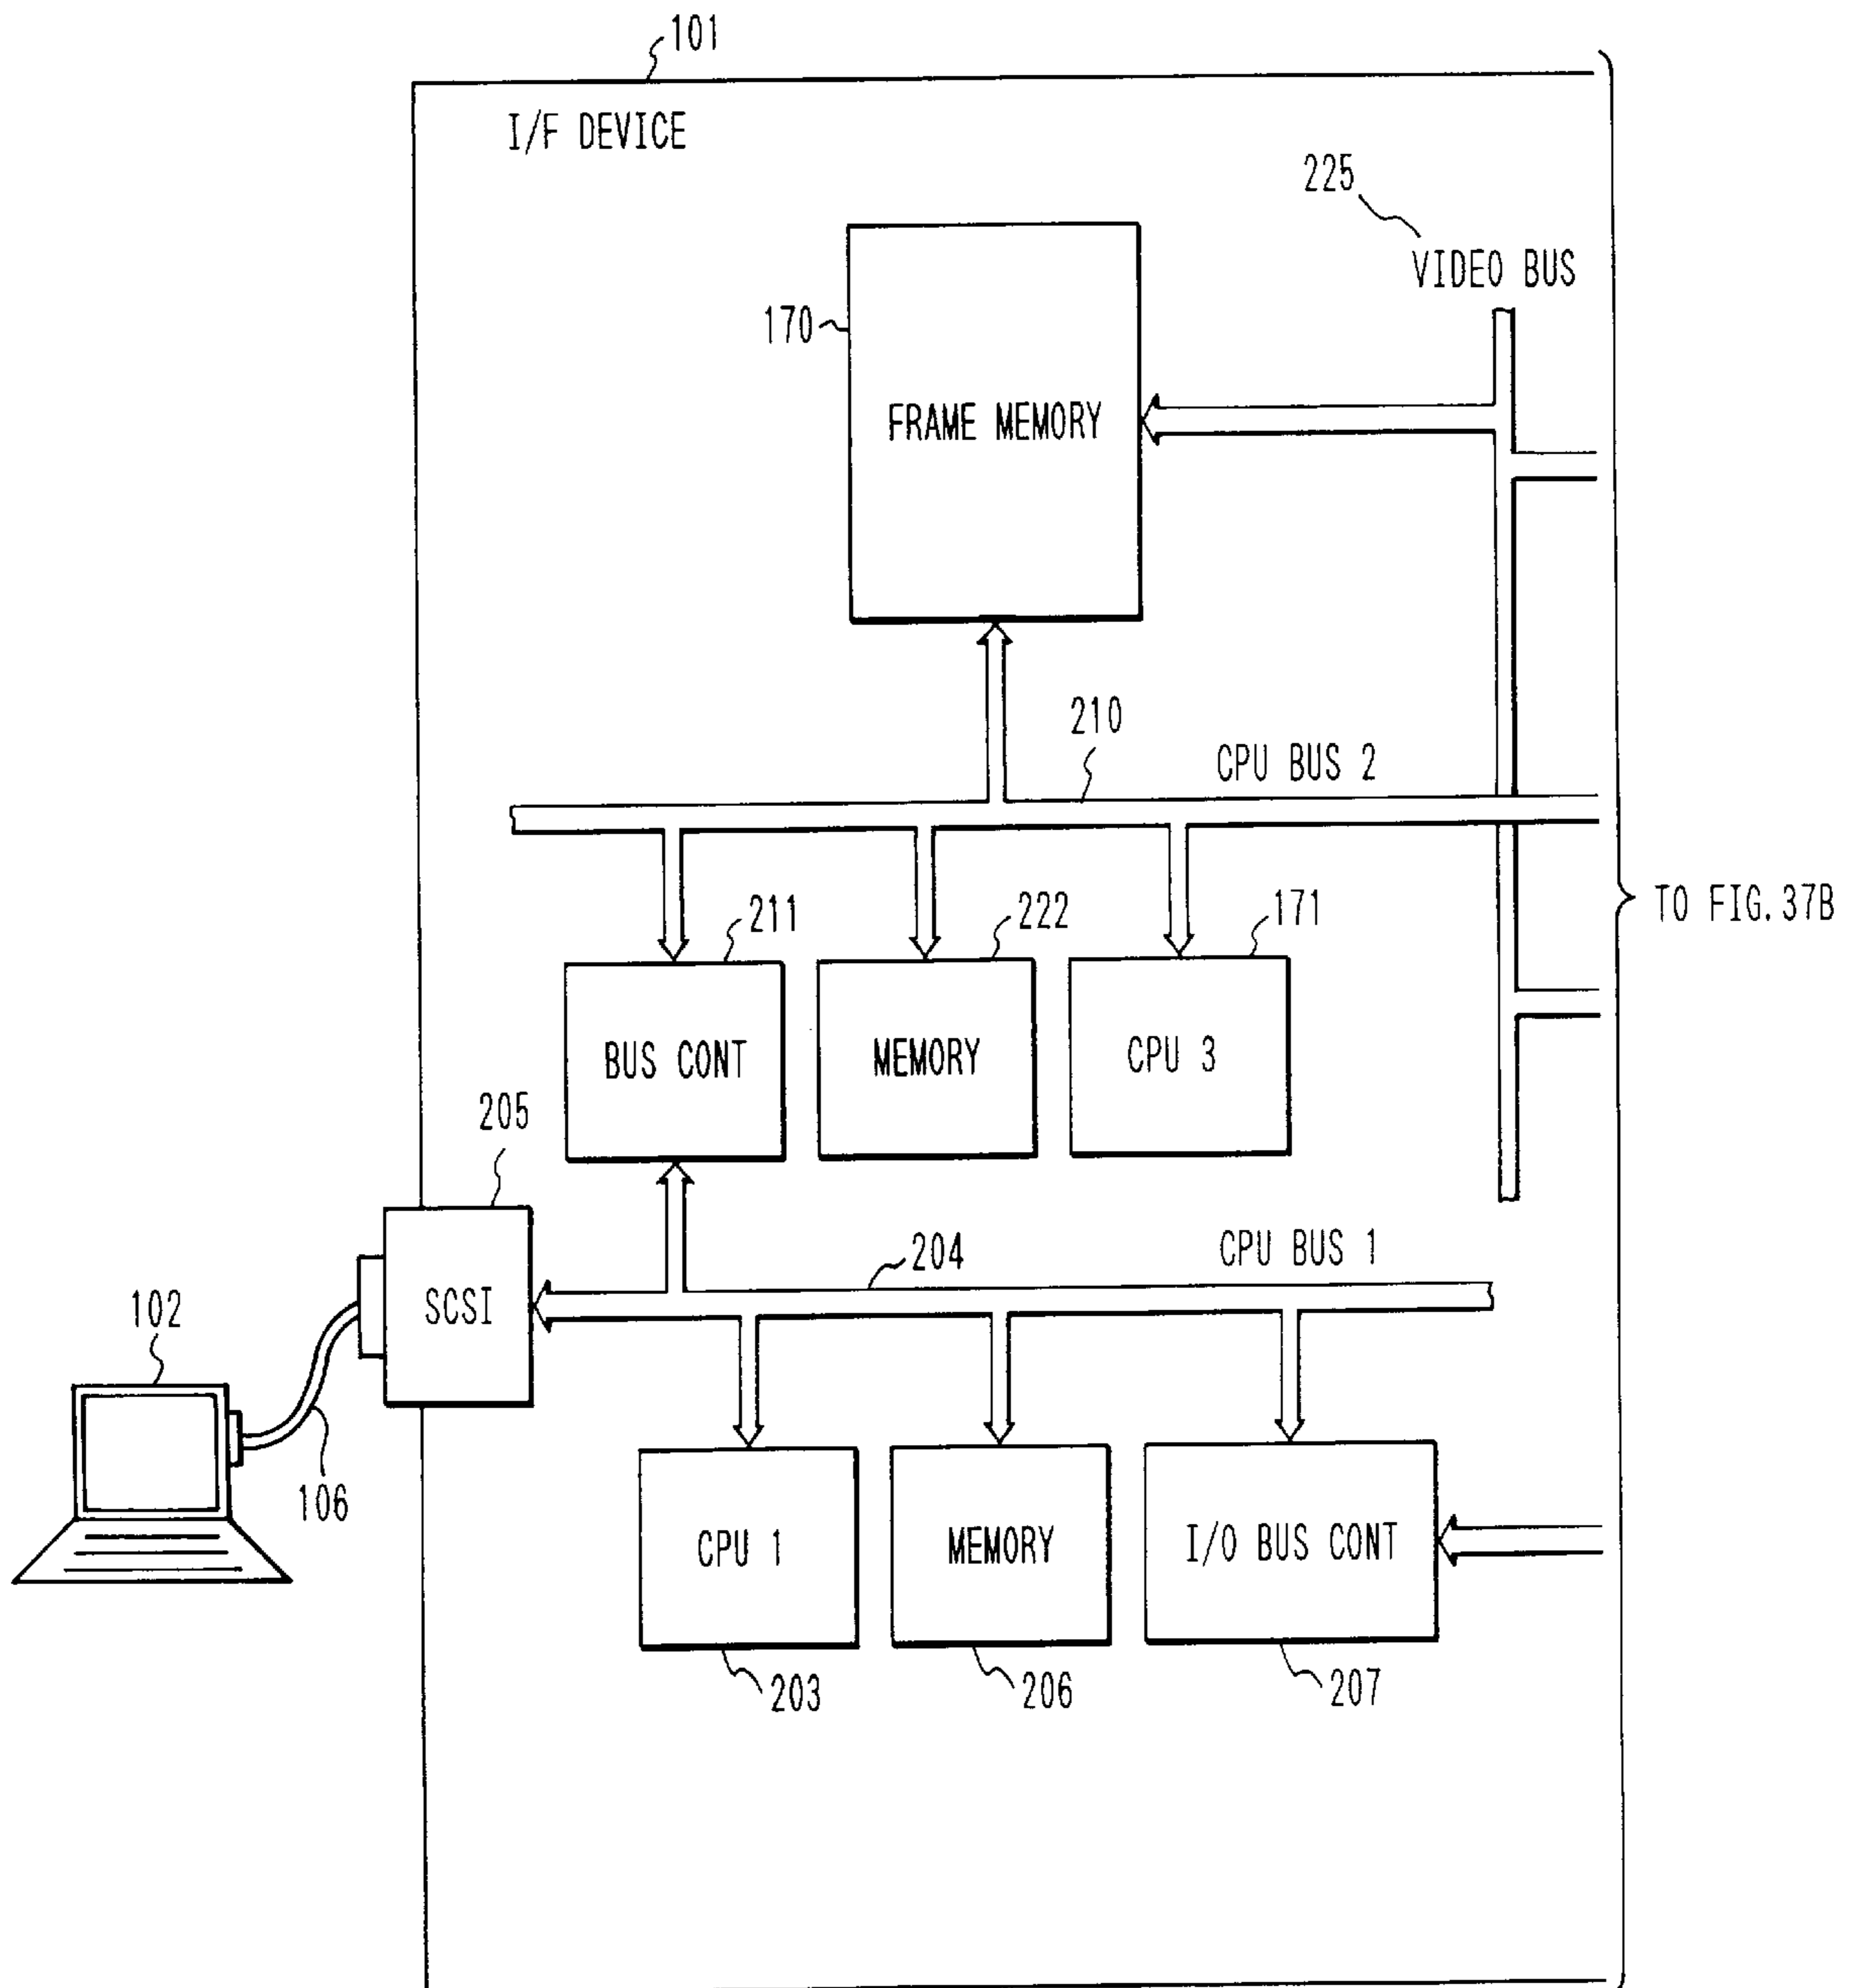 101
I/F DEVICE
225
VIDEO BUS
170
FRAME MEMORY
210
CPU BUS 2
211
222
171
TO FIG.37B
BUS CONT
MEMORY
CPU 3
205
204
CPU BUS 1
SCSI
102
106
CPU 1
MEMORY
I/O BUS CONT
203
206
207